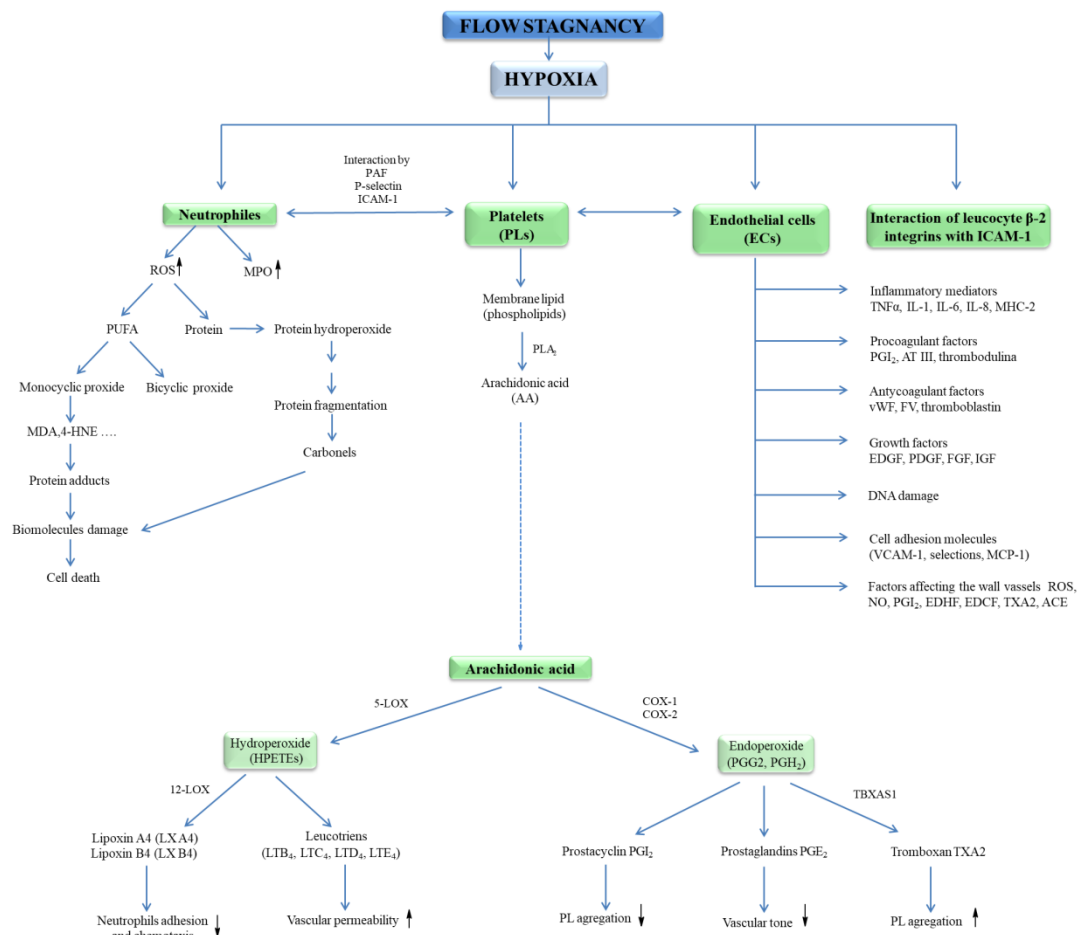 FLOW STAGNANCY
HYPOXIA
Interaction by
PAF
P-selectin
ICAM-1
Neutrophiles
Platelets
(PLs)
Endothelial cells
(ECs)
Interaction of leucocyte β-2
integrins with ICAM-1
ROS
MPO
PUFA
Protein
Protein hydroperoxide
Monocyclic proxide
Bicyclic proxide
Protein fragmentation
MDA,4-HNE ….
Carbonels
Protein adducts
Biomolecules damage
Cell death
Membrane lipid
(phospholipids)
PLA₂
Arachidonic acid
(AA)
Inflammatory mediators
TNFα, IL-1, IL-6, IL-8, MHC-2
Procoagulant factors
PGI₂, AT III, thrombodulina
Antycoagulant factors
vWF, FV, thromboblastin
Growth factors
EDGF, PDGF, FGF, IGF
DNA damage
Cell adhesion molecules
(VCAM-1, selections, MCP-1)
Factors affecting the wall vessels ROS,
NO, PGI₂, EDHF, EDCF, TXA2, ACE
Arachidonic acid
5-LOX
COX-1
COX-2
Hydroperoxide
(HPETEs)
Endoperoxide
(PGG2, PGH₂)
12-LOX
TBXAS1
Lipoxin A4 (LX A4)
Lipoxin B4 (LX B4)
Leucotriens
(LTB₄, LTC₄, LTD₄, LTE₄)
Prostacyclin PGI₂
Prostaglandins PGE₂
Tromboxan TXA2
Neutrophils adhesion
and chemotaxis
Vascular permeability
PL agregation
Vascular tone
PL agregation